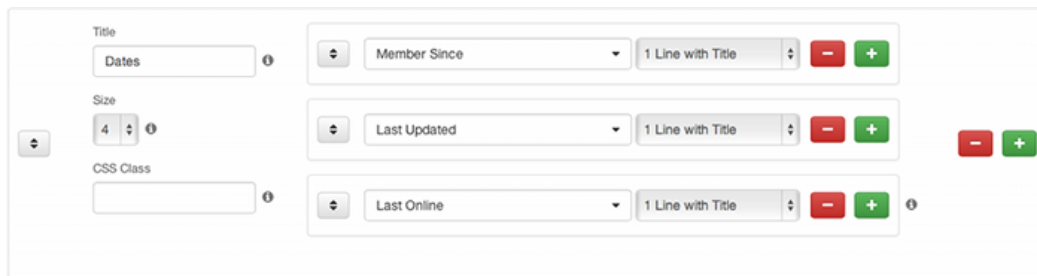 Title
Dates
Size
4
CSS Class
Member Since 1 Line with Title
Last Updated 1 Line with Title
Last Online 1 Line with Title